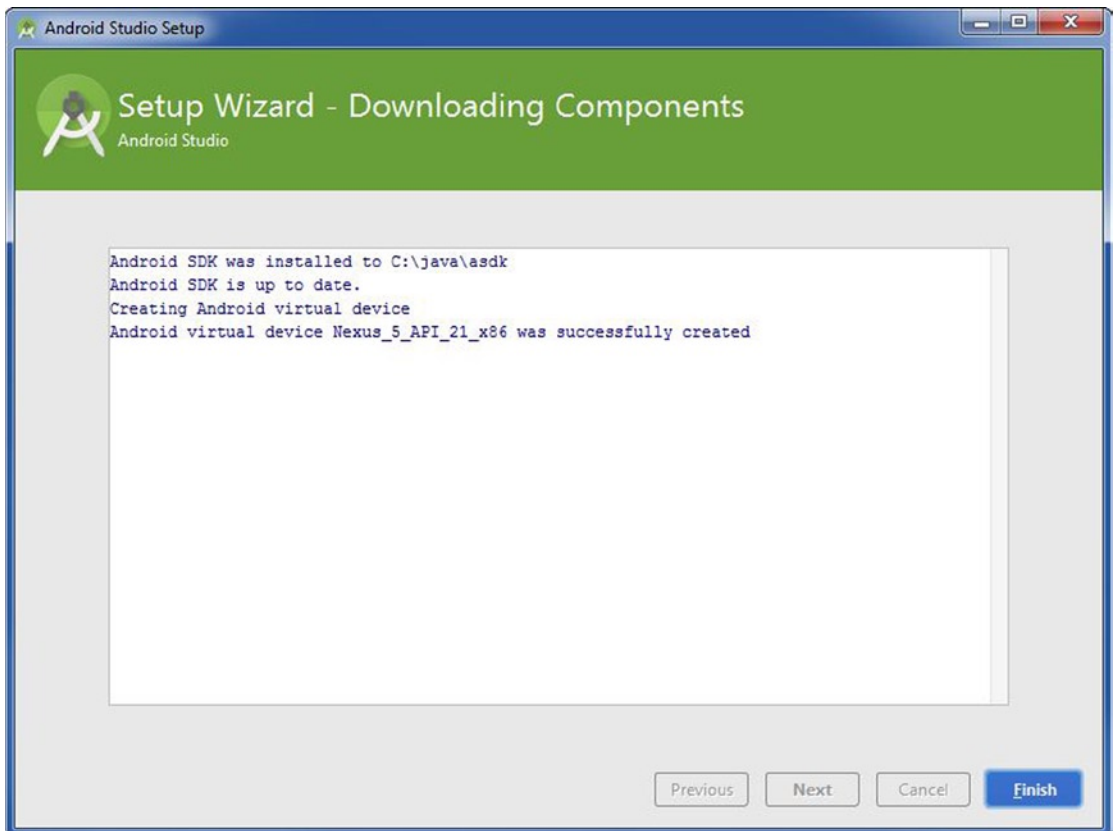 Android Studio Setup
Setup Wizard - Downloading Components
Android Studio
Android SDK was installed to C:\java\asdk
Android SDK is up to date.
Creating Android virtual device
Android virtual device Nexus_5_API_21_x86 was successfully created
Previous Next Cancel Finish